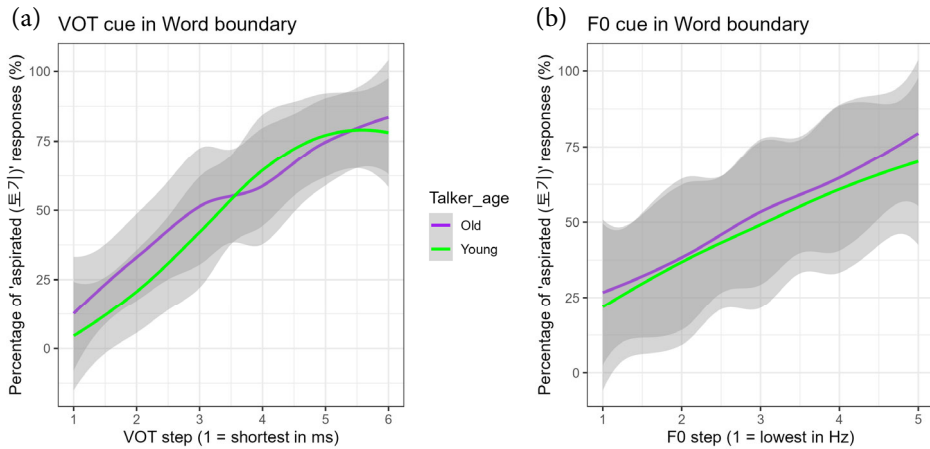 (a) VOT cue in Word boundary
Percentage of 'aspirated (토기)' responses (%)
100
75
50
25
0
1 2 3 4 5 6
VOT step (1 = shortest in ms)
Talker_age
Old
Young
(b) F0 cue in Word boundary
Percentage of 'aspirated (토기)' responses (%)
100
75
50
25
0
1 2 3 4 5
F0 step (1 = lowest in Hz)